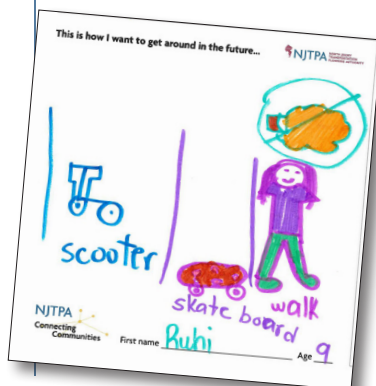 This is how I want to get around in the future...
NJTPA
scooter
skate board
walk
NJTPA
Connecting
Communities
First name Ruhi
Age 9